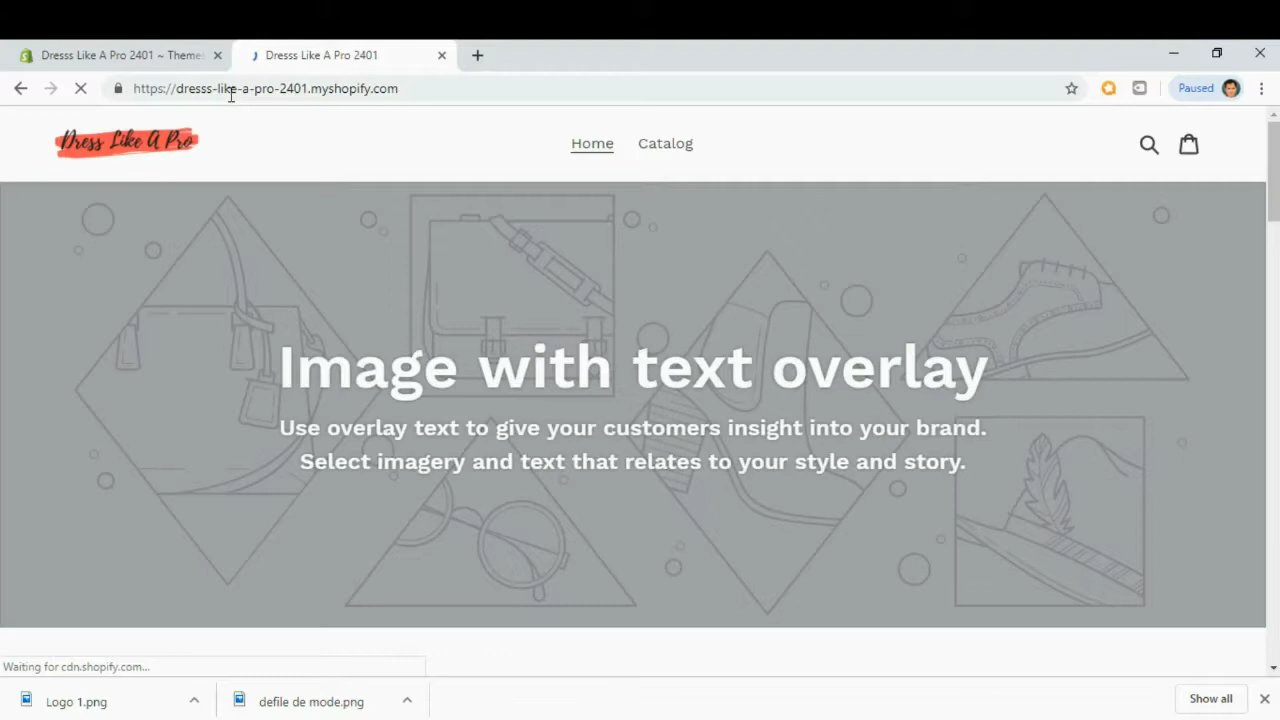 Dresss Like A Pro 2401 ~ Theme
Dresss Like A Pro 2401
https://dresss-like-a-pro-2401.myshopify.com
Paused
Dress Like A Pro
Home
Catalog
Image with text overlay
Use overlay text to give your customers insight into your brand.
Select imagery and text that relates to your style and story.
Waiting for cdn.shopify.com...
Logo 1.png
defile de mode.png
Show all